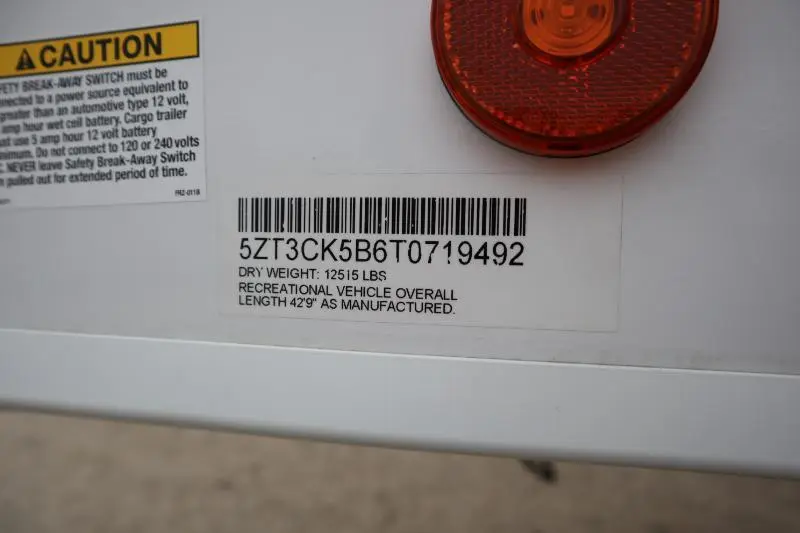 CAUTION
BREAK-AWAY SWITCH must be
to a power source equivalent to
greater than an automotive type 12 volt,
amp hour wet cell battery. Cargo trailer
use 5 amp hour 12 volt battery
Do not connect to 120 or 240 volts
NEVER leave Safety Break-Away Switch
pulled out for extended period of time.
5ZT3CK5B6T0719492
DRY WEIGHT: 12515 LBS
RECREATIONAL VEHICLE OVERALL
LENGTH 42'9" AS MANUFACTURED.